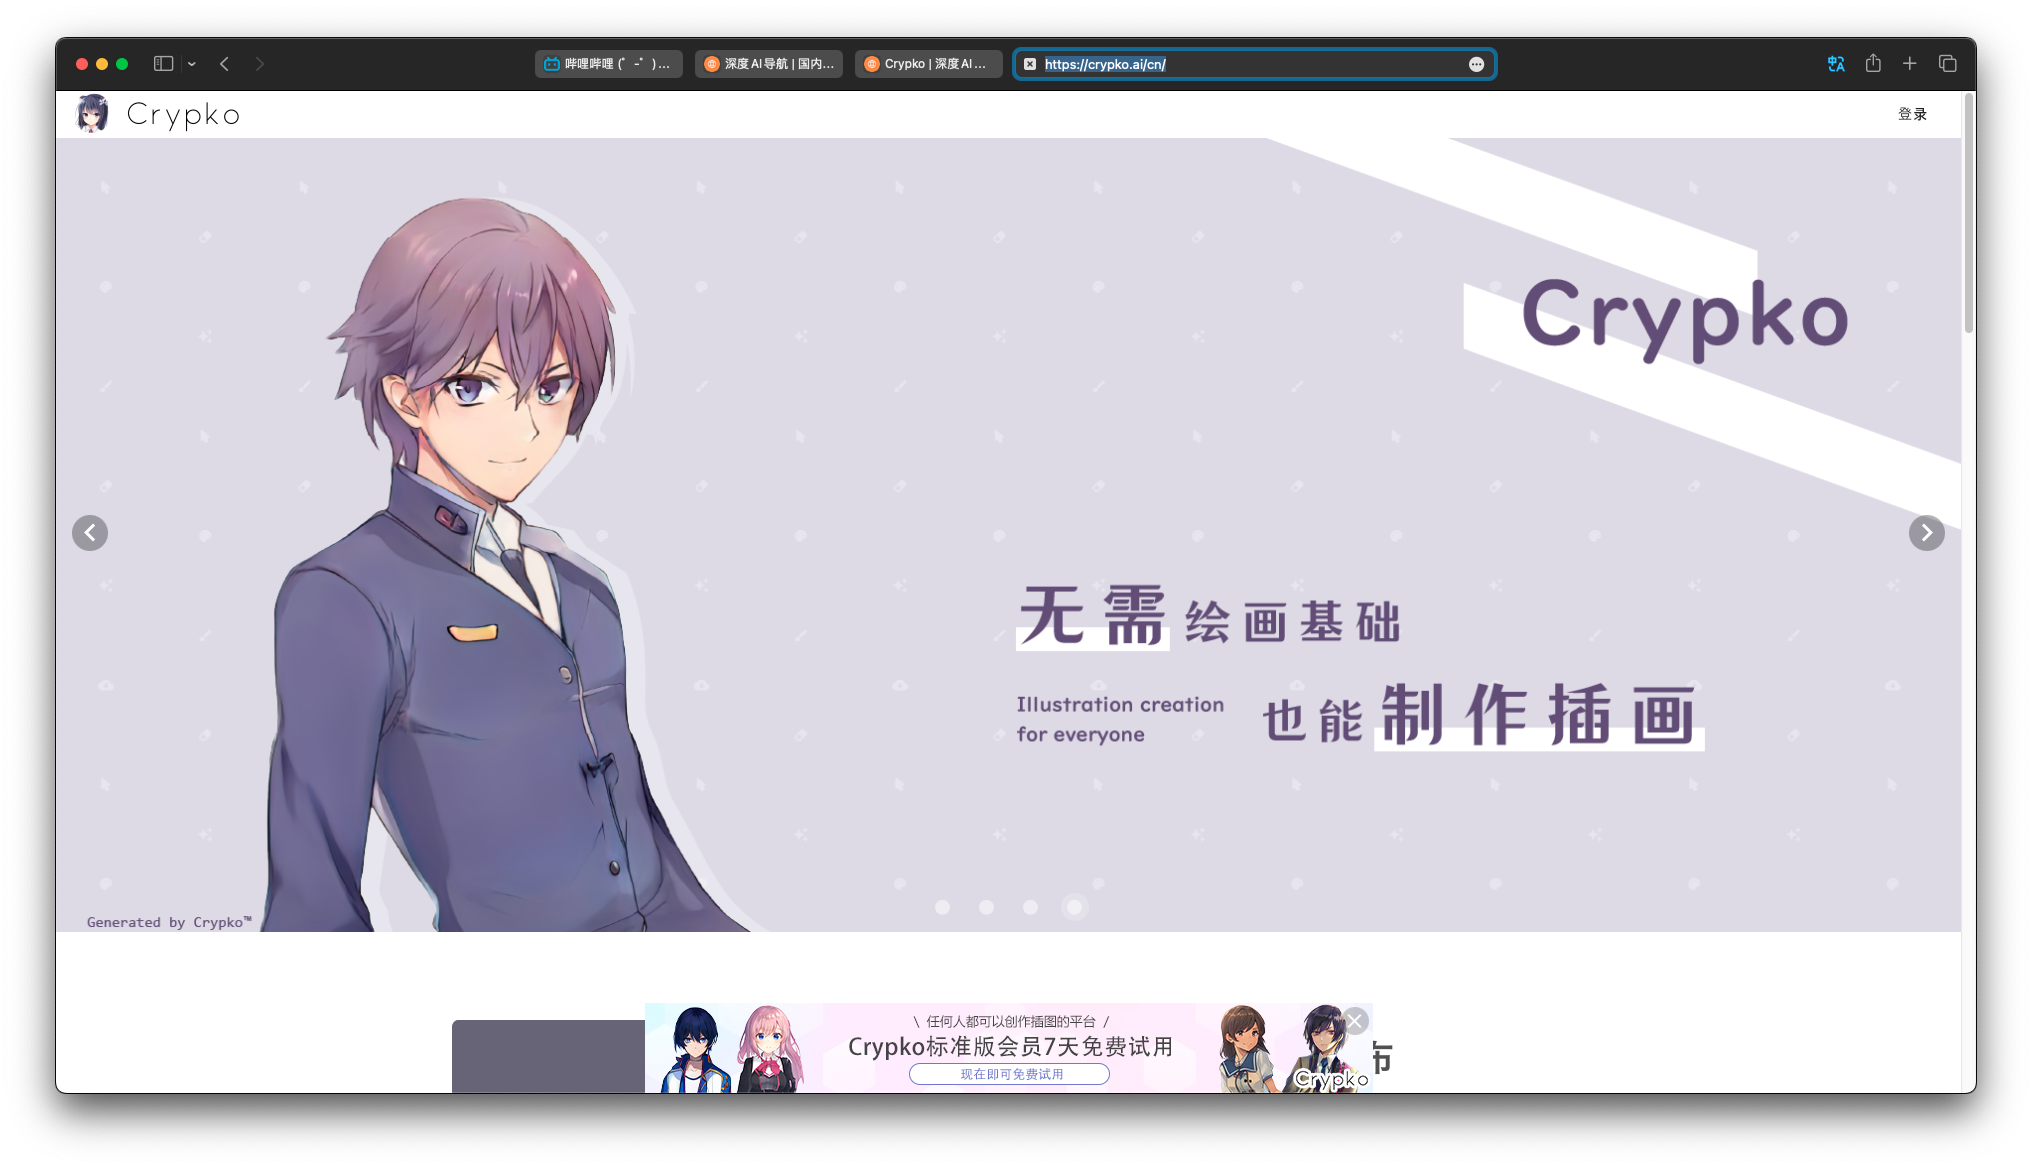 哔哩哔哩 (゜-゜)...
深度AI导航 | 国内...
Crypko | 深度AI...
https://crypko.ai/cn/
Crypko
登录
Crypko
无需绘画基础
Illustration creation
for everyone
也能制作插画
Generated by Crypko™
\ 任何人都可以创作插图的平台 /
Crypko标准版会员7天免费试用
现在即可免费试用
Crypko
布